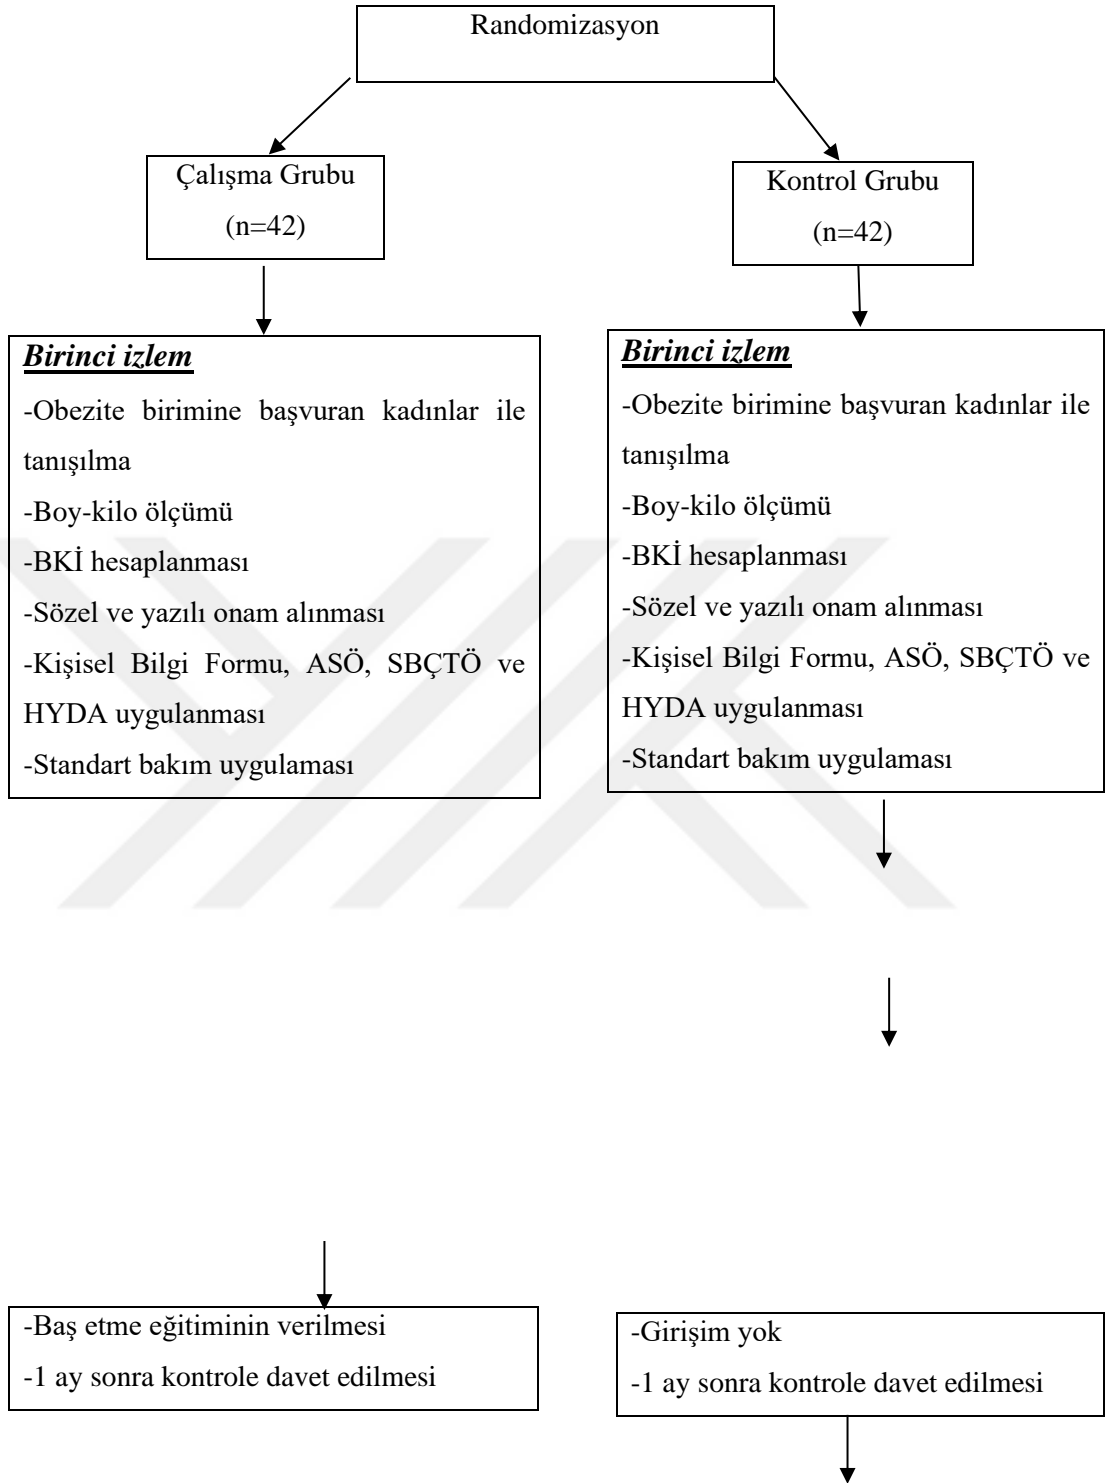 Randomizasyon
Çalışma Grubu
(n=42)
Kontrol Grubu
(n=42)
Birinci izlem
-Obezite birimine başvuran kadınlar ile
tanışılma
-Boy-kilo ölçümü
-BKİ hesaplanması
-Sözel ve yazılı onam alınması
-Kişisel Bilgi Formu, ASÖ, SBÇTÖ ve
HYDA uygulanması
-Standart bakım uygulaması
Birinci izlem
-Obezite birimine başvuran kadınlar ile
tanışılma
-Boy-kilo ölçümü
-BKİ hesaplanması
-Sözel ve yazılı onam alınması
-Kişisel Bilgi Formu, ASÖ, SBÇTÖ ve
HYDA uygulanması
-Standart bakım uygulaması
-Baş etme eğitiminin verilmesi
-1 ay sonra kontrole davet edilmesi
-Girişim yok
-1 ay sonra kontrole davet edilmesi